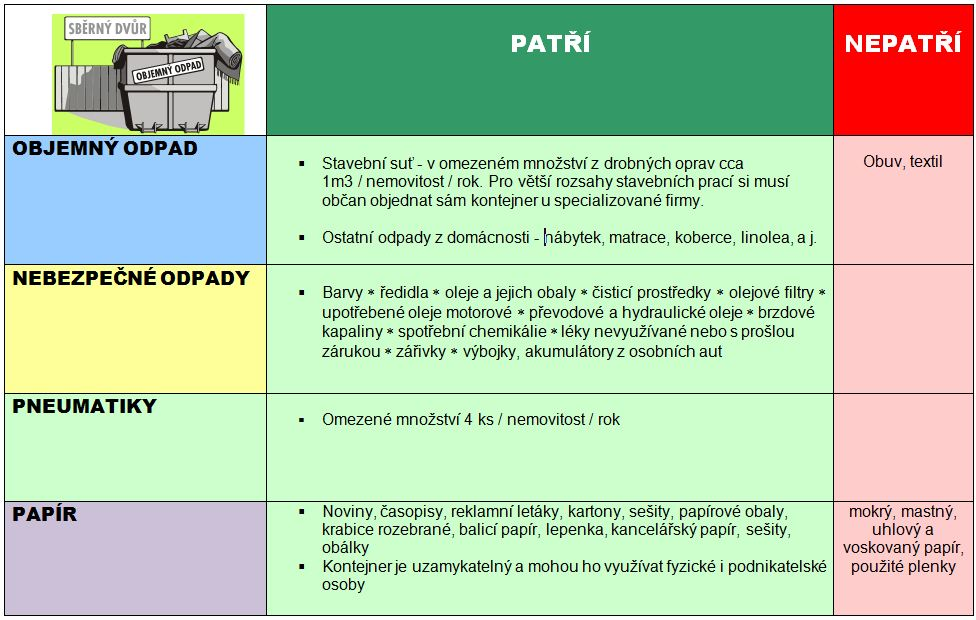 SBĚRNÝ DVŮR
OBJEMNÝ ODPAD
PATŘÍ
NEPATŘÍ
OBJEMNÝ ODPAD
▪ Stavební suť - v omezeném množství z drobných oprav cca
1m3 / nemovitost / rok. Pro větší rozsahy stavebních prací si musí
občan objednat sám kontejner u specializované firmy.
▪ Ostatní odpady z domácnosti - nábytek, matrace, koberce, linolea, a j.
Obuv, textil
NEBEZPEČNÉ ODPADY
▪ Barvy * ředidla * oleje a jejich obaly * čisticí prostředky * olejové filtry *
upotřebené oleje motorové * převodové a hydraulické oleje * brzdové
kapaliny * spotřební chemikálie * léky nevyužívané nebo s prošlou
zárukou * zářivky * výbojky, akumulátory z osobních aut
PNEUMATIKY
▪ Omezené množství 4 ks / nemovitost / rok
PAPÍR
▪ Noviny, časopisy, reklamní letáky, kartony, sešity, papírové obaly,
krabice rozebrané, balicí papír, lepenka, kancelářský papír, sešity,
obálky
▪ Kontejner je uzamykatelný a mohou ho využívat fyzické i podnikatelské
osoby
mokrý, mastný,
uhlový a
voskovaný papír,
použité plenky